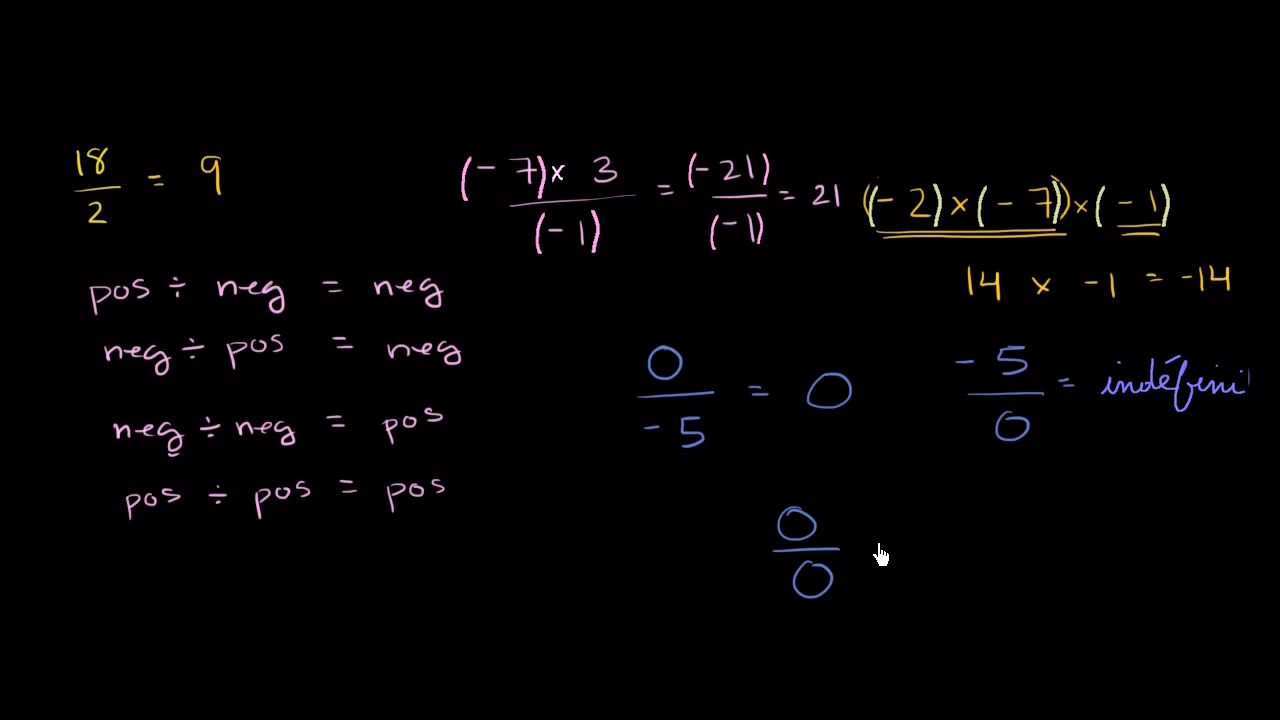 18/2 = 9
(-7)× 3/(-1) = (-21)/(-1) = 21
(-2)×(-7))×(-1)
14 × -1 = -14
pos ÷ neg = neg
neg ÷ pos = neg
neg ÷ neg = pos
pos ÷ pos = pos
0/-5 = 0
-5/0 = indéfini
0/0